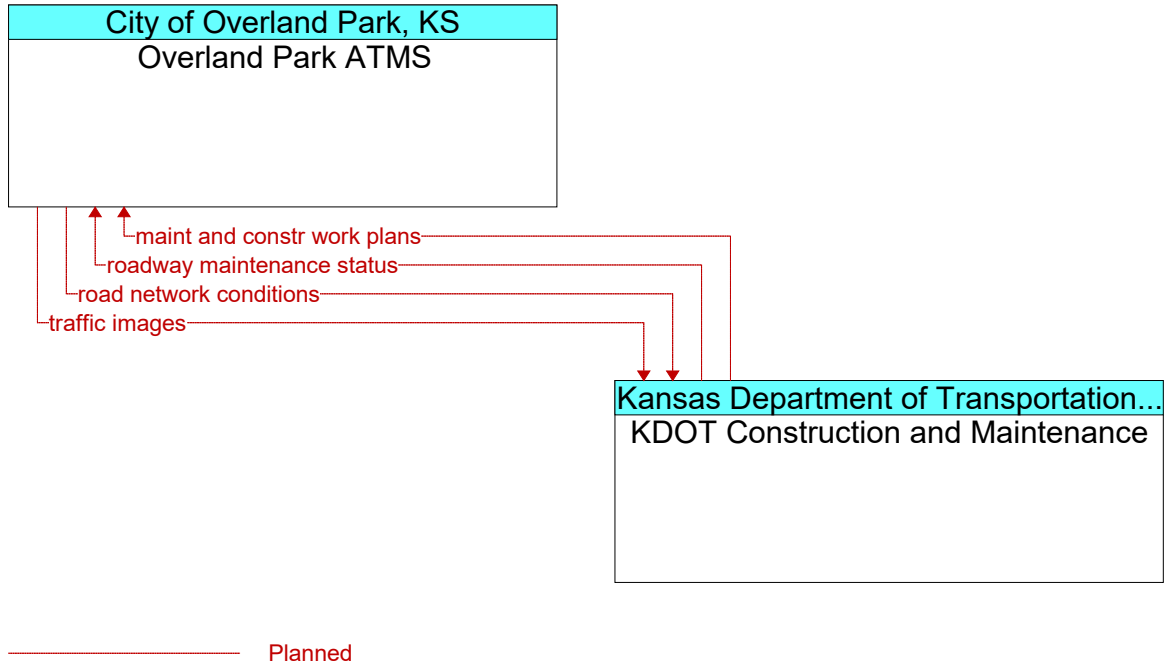 City of Overland Park, KS
Overland Park ATMS
maint and constr work plans
roadway maintenance status
road network conditions
traffic images
Kansas Department of Transportation...
KDOT Construction and Maintenance
Planned